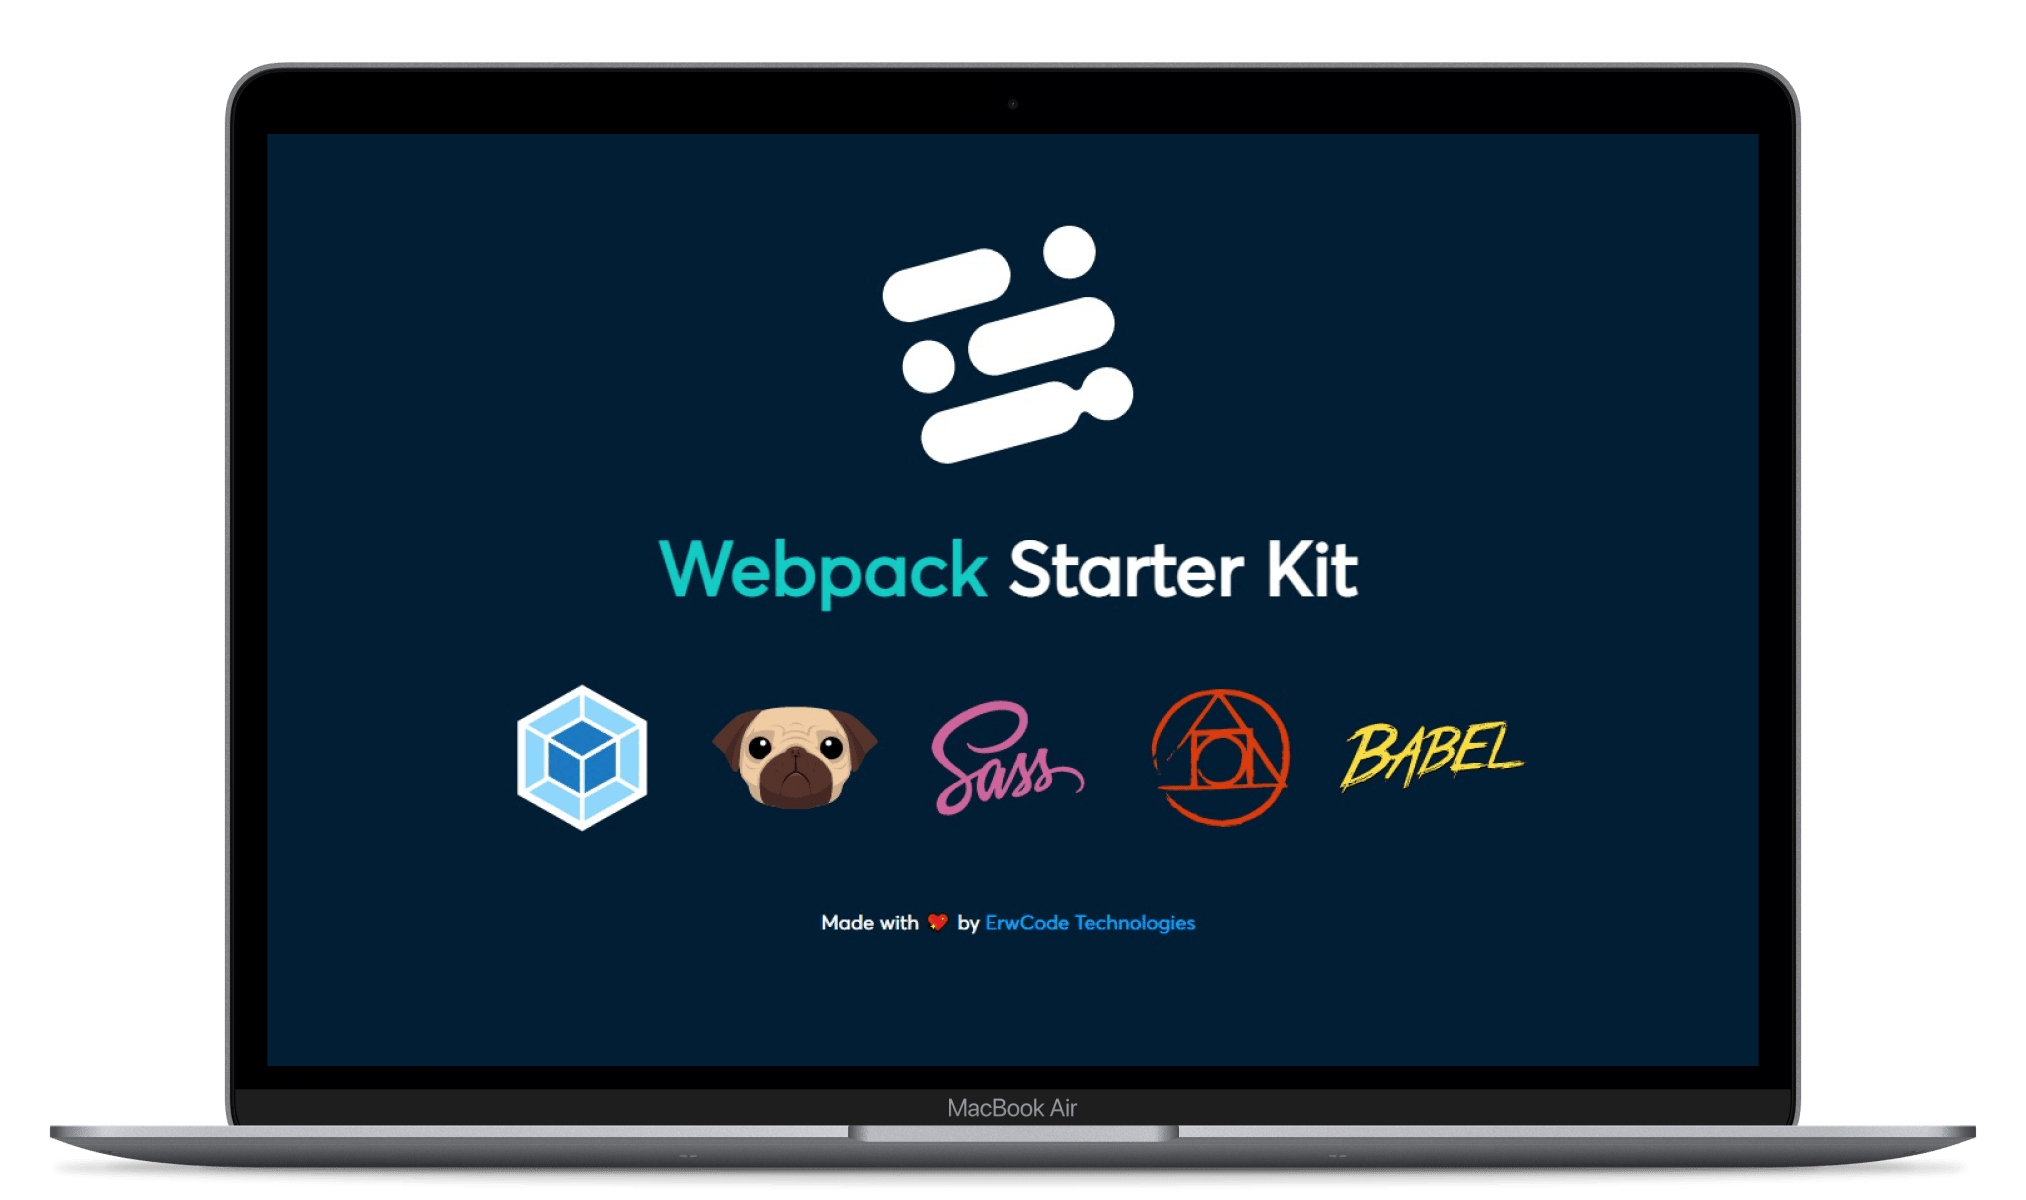 Webpack Starter Kit
Sass
BABEL
Made with ❤️ by ErwCode Technologies
MacBook Air